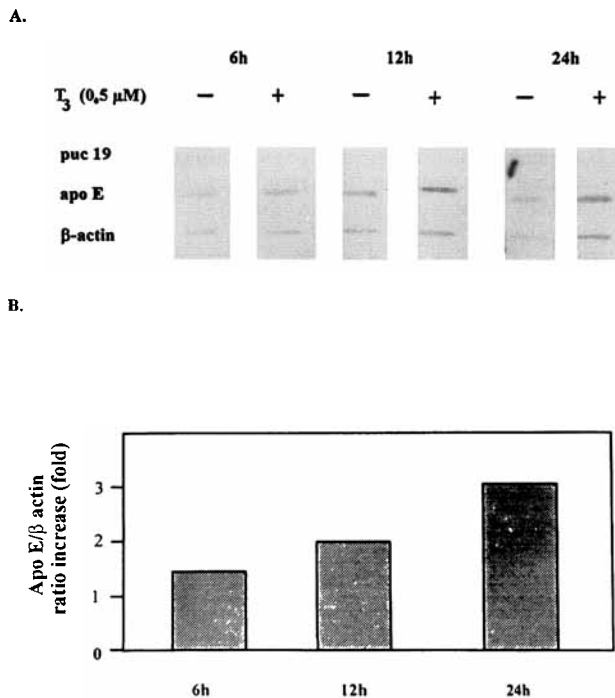 A.
6h 12h 24h
T3 (0,5 μM) − + − + − +
puc 19
apo E
β-actin
B.
Apo E/β actin
ratio increase (fold)
3
2
1
0
6h 12h 24h